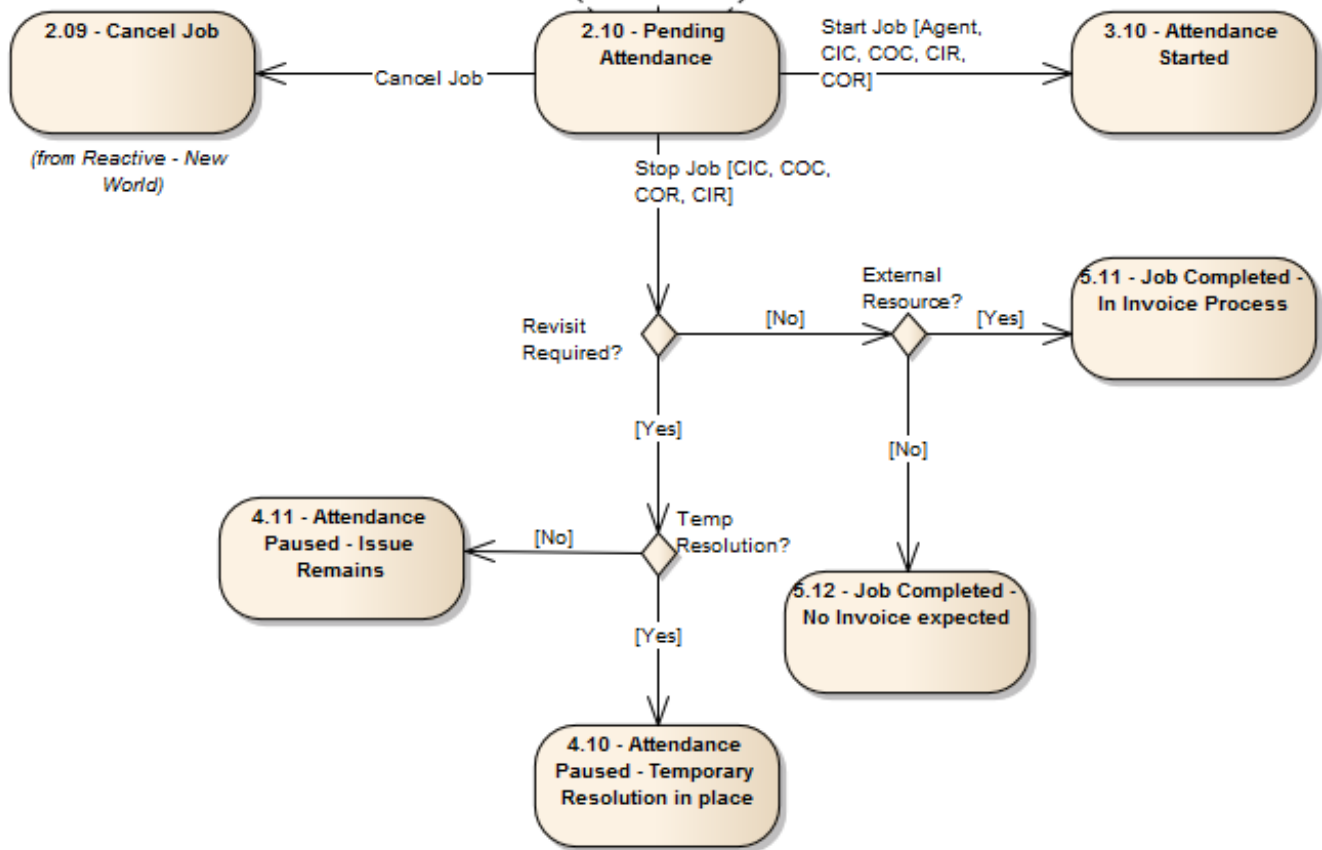 2.09 - Cancel Job
2.10 - Pending
Attendance
Start Job [Agent,
CIC, COC, CIR,
COR]
3.10 - Attendance
Started
Cancel Job
(from Reactive - New
World)
Stop Job [CIC, COC,
COR, CIR]
External
Resource?
5.11 - Job Completed -
In Invoice Process
Revisit
Required?
[No]
[Yes]
[Yes]
[No]
4.11 - Attendance
Paused - Issue
Remains
[No]
Temp
Resolution?
5.12 - Job Completed -
No Invoice expected
[Yes]
4.10 - Attendance
Paused - Temporary
Resolution in place